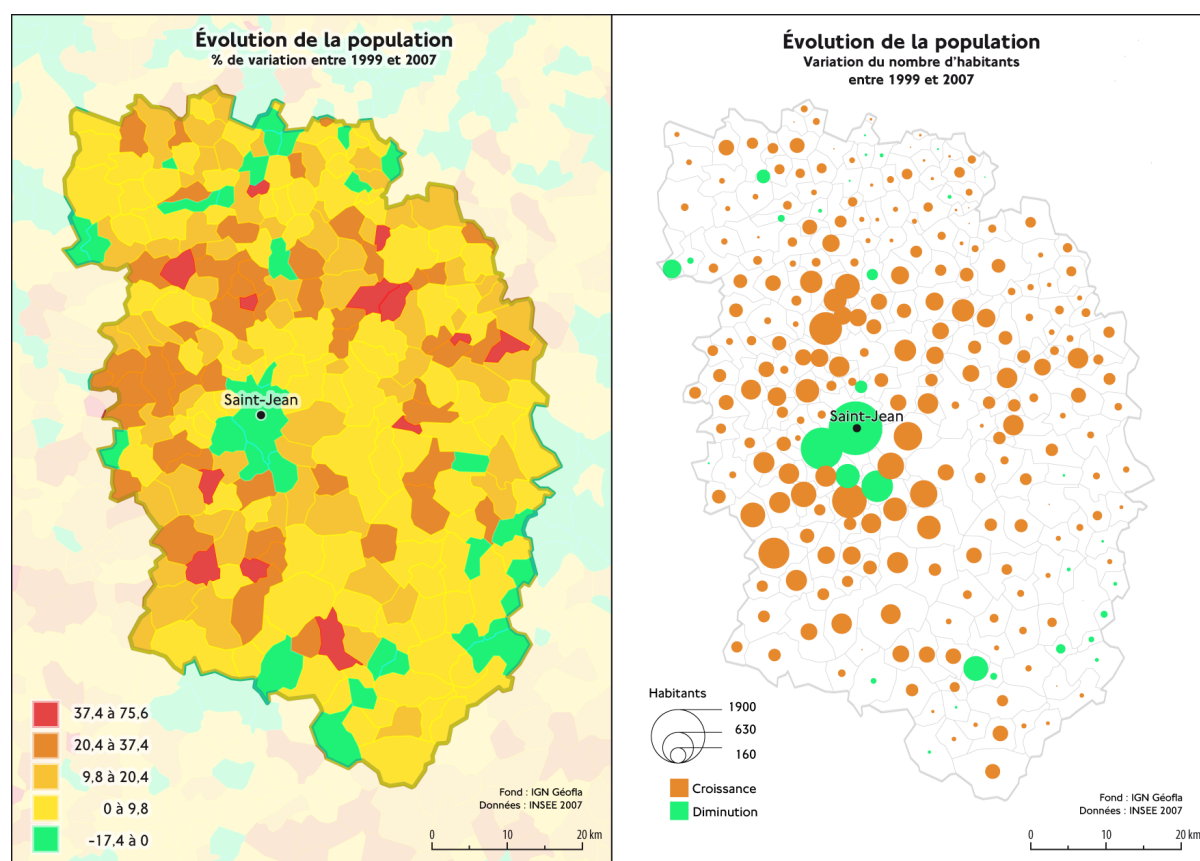 Évolution de la population
% de variation entre 1999 et 2007
Saint-Jean
37,4 à 75,6
20,4 à 37,4
9,8 à 20,4
0 à 9,8
-17,4 à 0
Fond : IGN Géofla
Données : INSEE 2007
0 10 20 km
Évolution de la population
Variation du nombre d'habitants
entre 1999 et 2007
Saint-Jean
Habitants
1900
630
160
Croissance
Diminution
Fond : IGN Géofla
Données : INSEE 2007
0 10 20 km